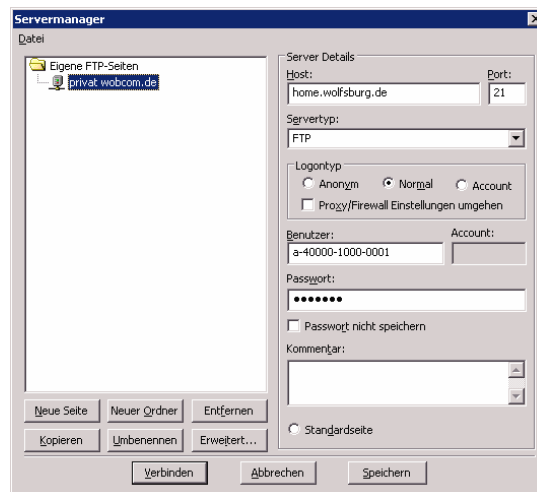 Servermanager
Datei
Eigene FTP-Seiten
privat wobcom.de
Neue Seite
Neuer Ordner
Entfernen
Kopieren
Umbenennen
Erweitert...
Server Details
Host:
Port:
home.wolfsburg.de
21
Servertyp:
FTP
Logontyp
Anonym
Normal
Account
Proxy/Firewall Einstellungen umgehen
Benutzer:
Account:
a-40000-1000-0001
Passwort:
●●●●●●●
Passwort nicht speichern
Kommentar:
Standardseite
Verbinden
Abbrechen
Speichern